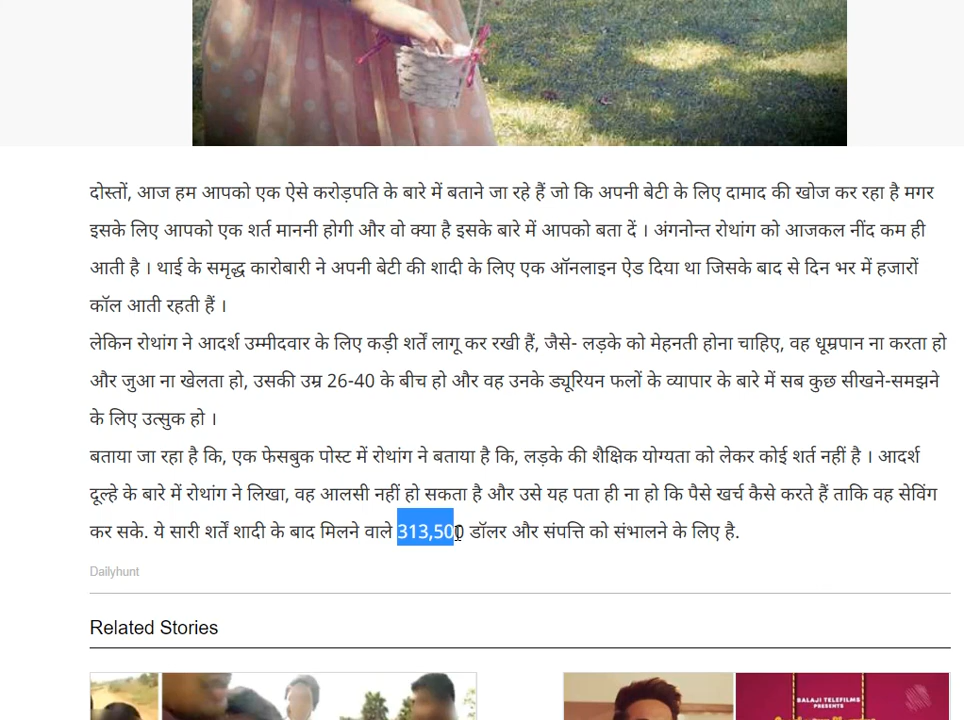 दोस्तों, आज हम आपको एक ऐसे करोड़पति के बारे में बताने जा रहे हैं जो कि अपनी बेटी के लिए दामाद की खोज कर रहा है मगर
इसके लिए आपको एक शर्त माननी होगी और वो क्या है इसके बारे में आपको बता दें । अंगनोन्त रोथांग को आजकल नींद कम ही
आती है । थाई के समृद्ध कारोबारी ने अपनी बेटी की शादी के लिए एक ऑनलाइन ऐड दिया था जिसके बाद से दिन भर में हजारों
कॉल आती रहती हैं ।
लेकिन रोथांग ने आदर्श उम्मीदवार के लिए कड़ी शर्तें लागू कर रखी हैं, जैसे- लड़के को मेहनती होना चाहिए, वह धूम्रपान ना करता हो
और जुआ ना खेलता हो, उसकी उम्र 26-40 के बीच हो और वह उनके ड्यूरियन फलों के व्यापार के बारे में सब कुछ सीखने-समझने
के लिए उत्सुक हो ।
बताया जा रहा है कि, एक फेसबुक पोस्ट में रोथांग ने बताया है कि, लड़के की शैक्षिक योग्यता को लेकर कोई शर्त नहीं है । आदर्श
दूल्हे के बारे में रोथांग ने लिखा, वह आलसी नहीं हो सकता है और उसे यह पता ही ना हो कि पैसे खर्च कैसे करते हैं ताकि वह सेविंग
कर सके. ये सारी शर्तें शादी के बाद मिलने वाले 313,500 डॉलर और संपत्ति को संभालने के लिए है.
Dailyhunt
Related Stories
BALAJI TELEFILMS
PRESENTS